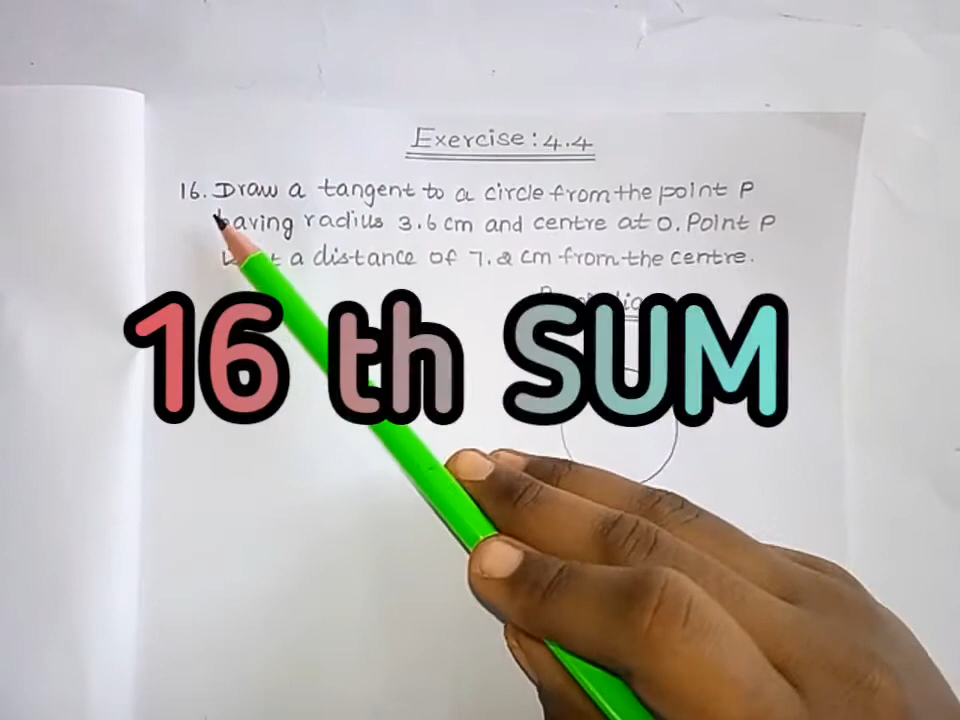 Exercise: 4.4
16. Draw a tangent to a circle from the point P
having radius 3.6 cm and centre at O. Point P
a distance of 7.2 cm from the centre.
16 th SUM